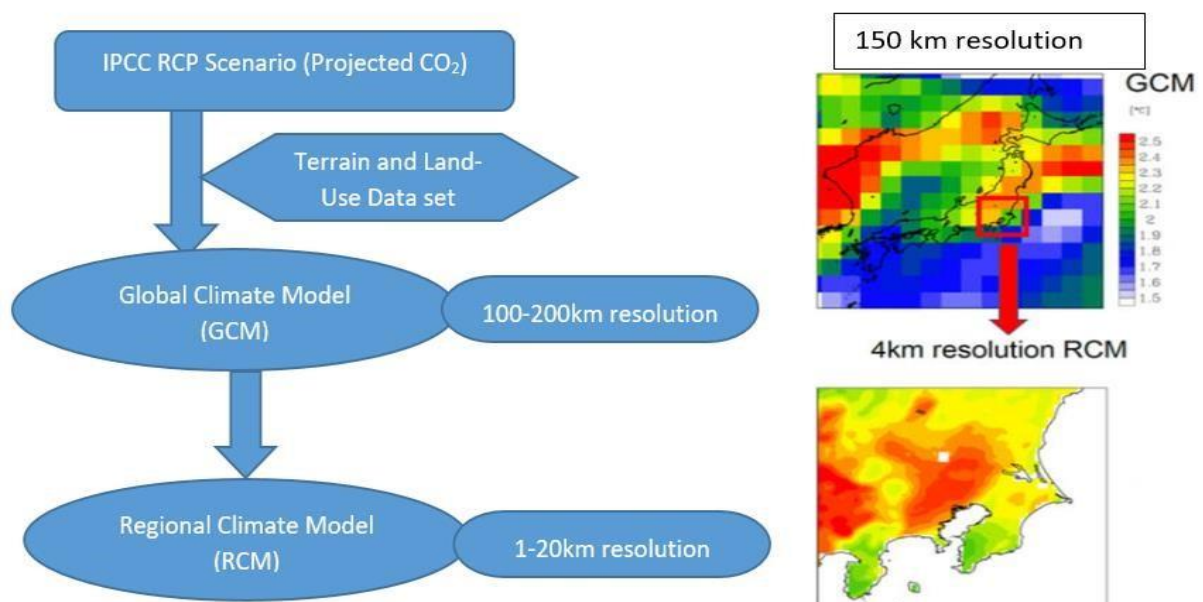 IPCC RCP Scenario (Projected CO₂)
Terrain and Land-
Use Data set
Global Climate Model
(GCM)
100-200km resolution
Regional Climate Model
(RCM)
1-20km resolution
150 km resolution
GCM
[℃]
2.5
2.4
2.3
2.2
2.1
2
1.9
1.8
1.7
1.6
1.5
4km resolution RCM